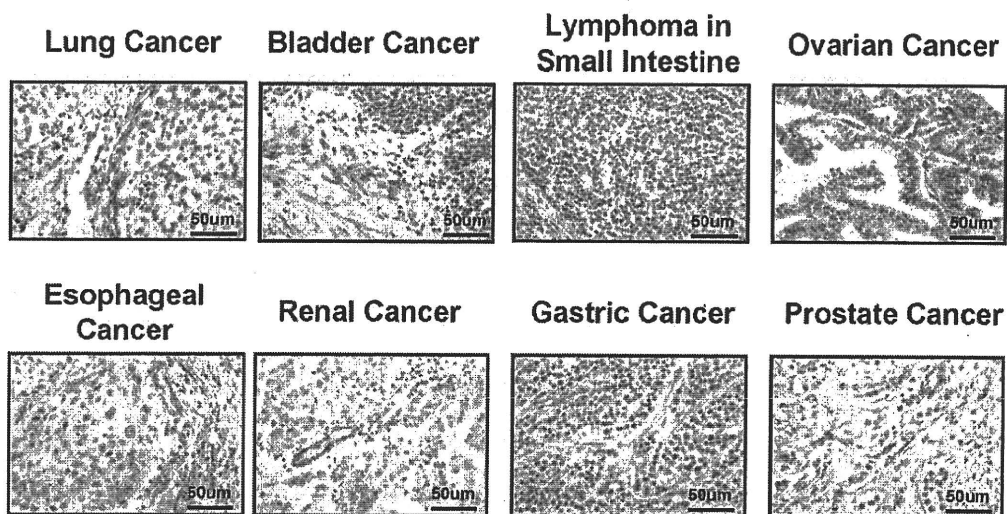 Lung Cancer
Bladder Cancer
Lymphoma in
Small Intestine
Ovarian Cancer
50um
50um
50um
50um
Esophageal
Cancer
Renal Cancer
Gastric Cancer
Prostate Cancer
50um
50um
50um
50um